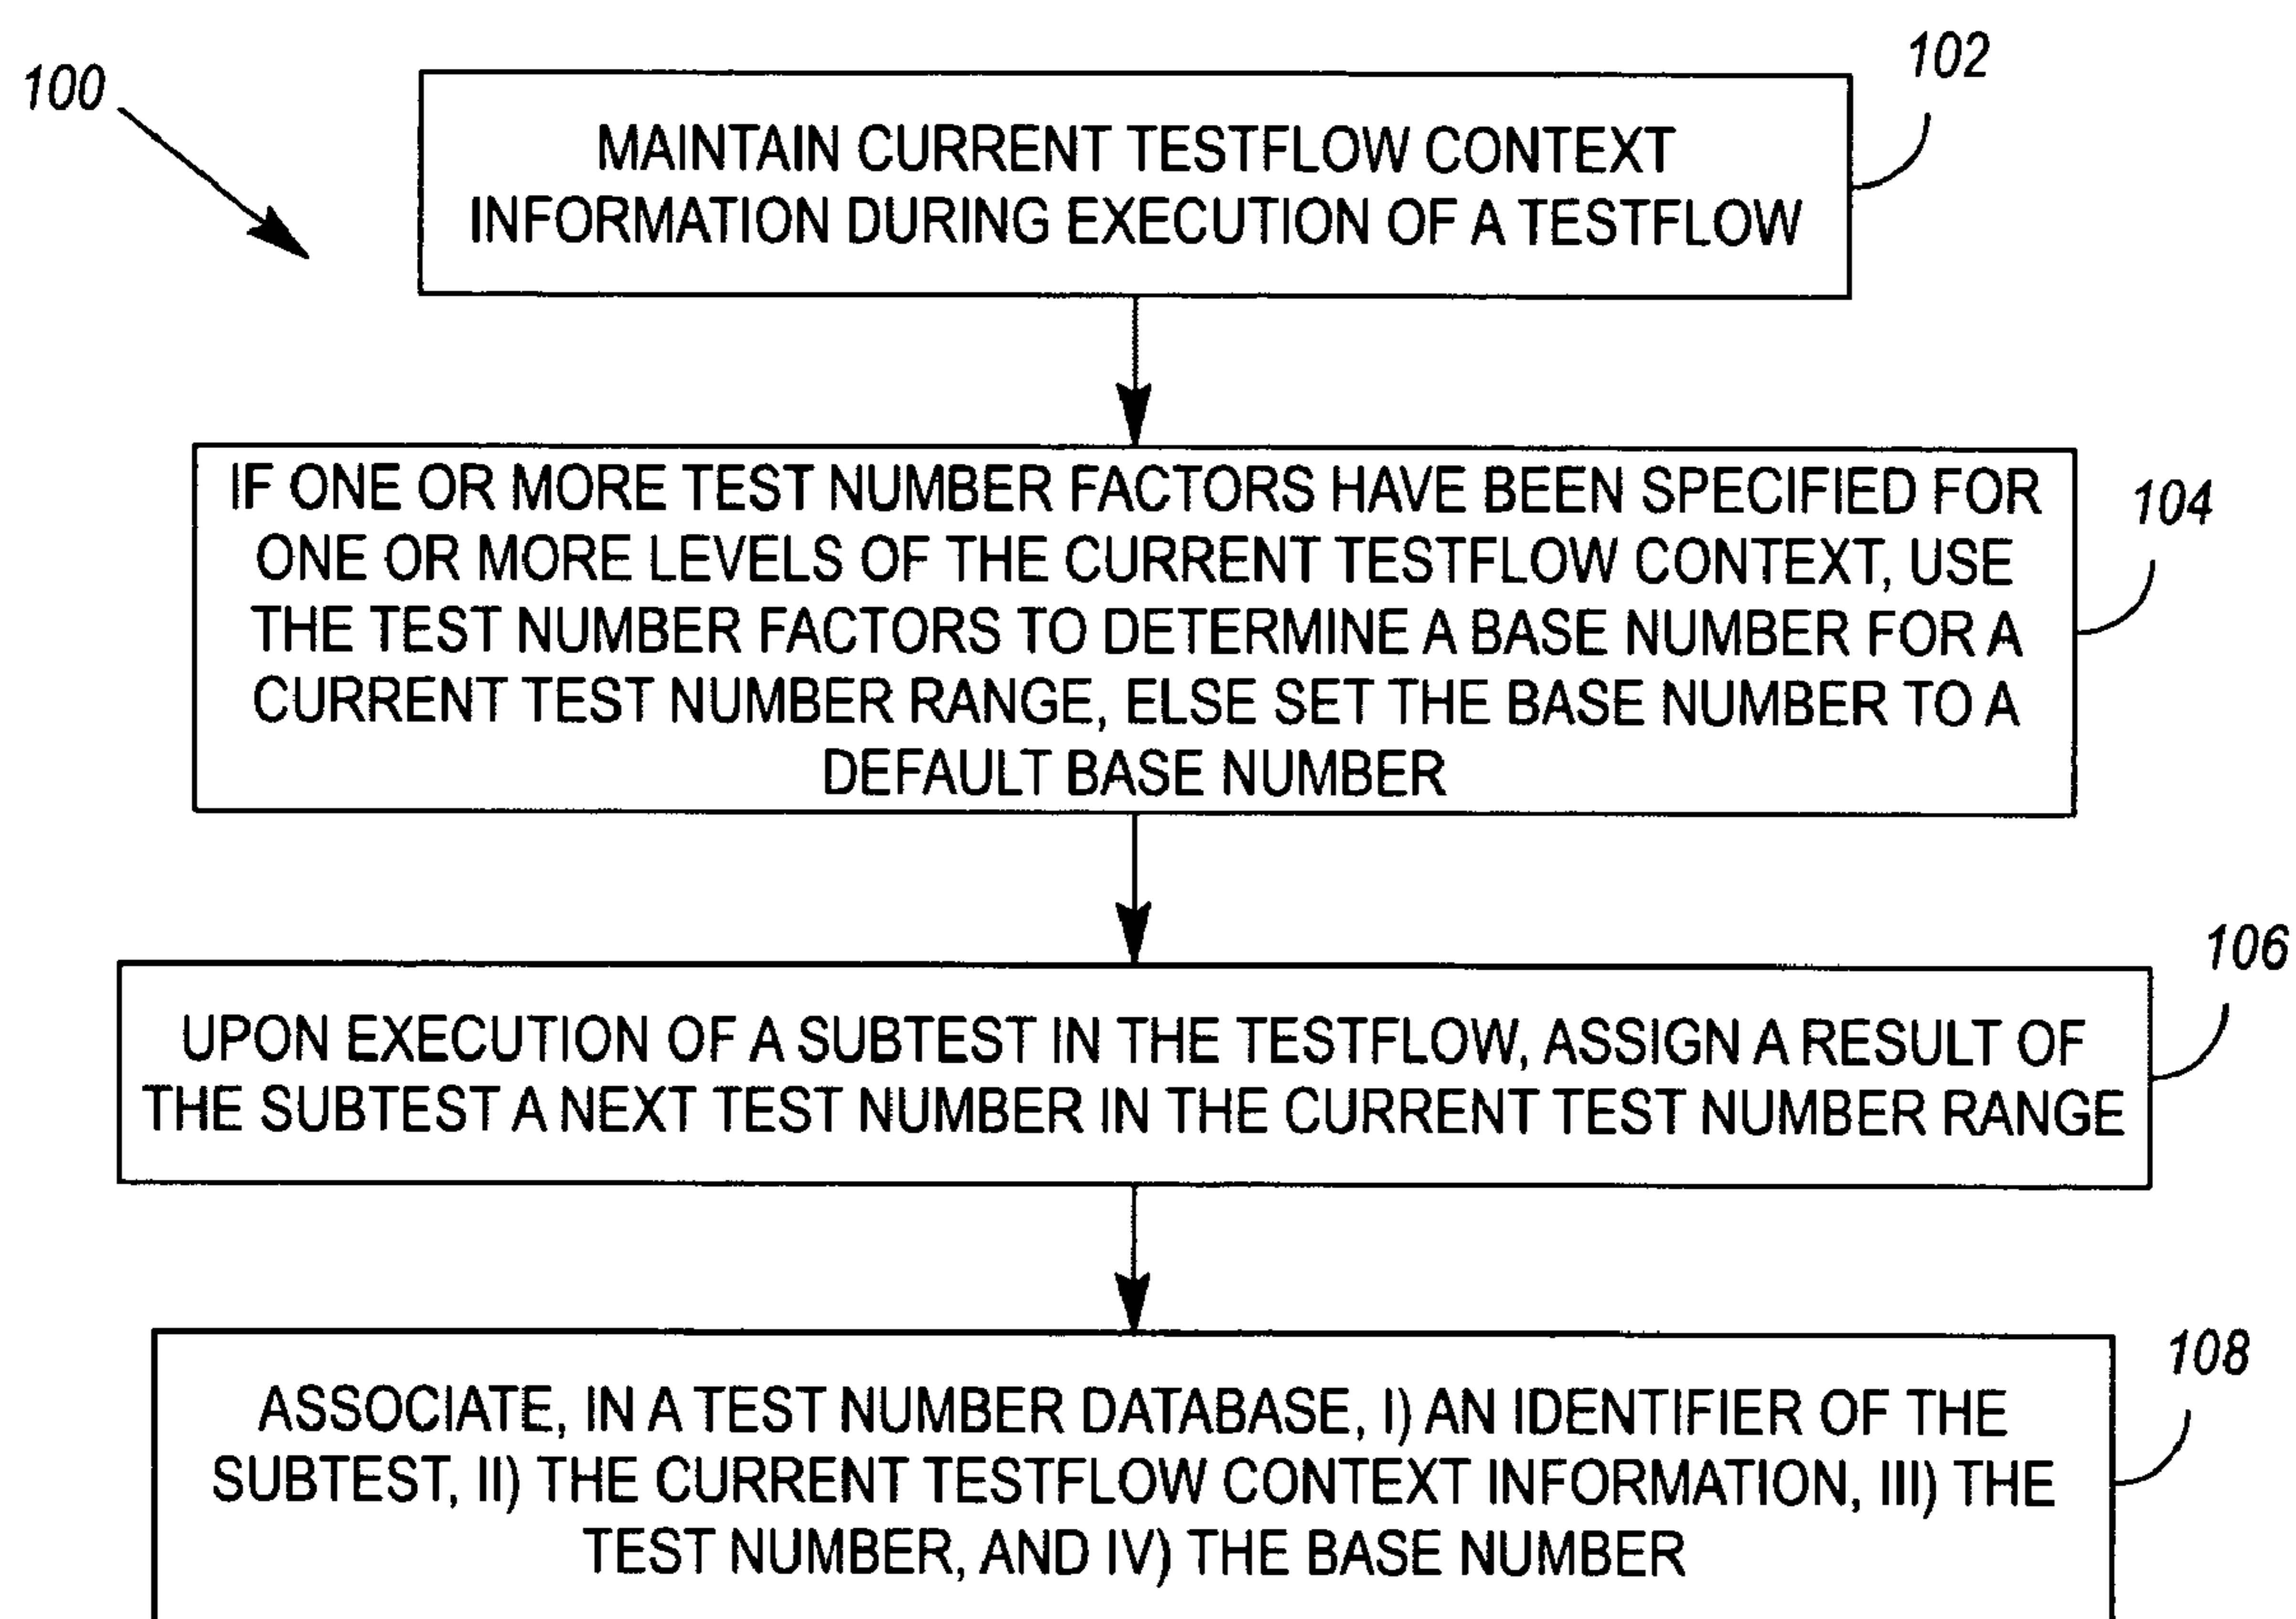 100
102
MAINTAIN CURRENT TESTFLOW CONTEXT
INFORMATION DURING EXECUTION OF A TESTFLOW
104
IF ONE OR MORE TEST NUMBER FACTORS HAVE BEEN SPECIFIED FOR
ONE OR MORE LEVELS OF THE CURRENT TESTFLOW CONTEXT, USE
THE TEST NUMBER FACTORS TO DETERMINE A BASE NUMBER FOR A
CURRENT TEST NUMBER RANGE, ELSE SET THE BASE NUMBER TO A
DEFAULT BASE NUMBER
106
UPON EXECUTION OF A SUBTEST IN THE TESTFLOW, ASSIGN A RESULT OF
THE SUBTEST A NEXT TEST NUMBER IN THE CURRENT TEST NUMBER RANGE
108
ASSOCIATE, IN A TEST NUMBER DATABASE, I) AN IDENTIFIER OF THE
SUBTEST, II) THE CURRENT TESTFLOW CONTEXT INFORMATION, III) THE
TEST NUMBER, AND IV) THE BASE NUMBER